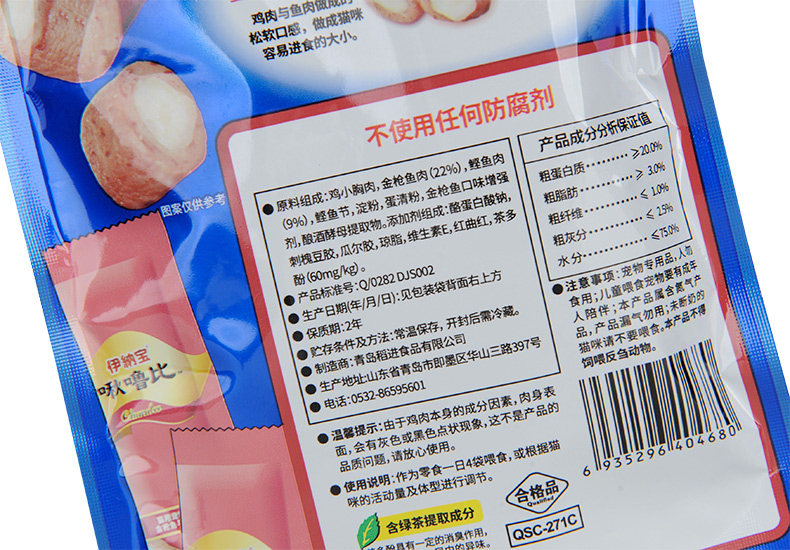 鸡肉与鱼肉做成的
松软口感，做成猫咪
容易进食的大小。
图案仅供参考
不使用任何防腐剂
●原料组成:鸡小胸肉，金枪鱼肉(22%)，鲣鱼肉
(9%)，鲣鱼节，淀粉，蛋清粉，金枪鱼口味增强
剂，酿酒酵母提取物。添加剂组成:酪蛋白酸钠，
刺槐豆胶，瓜尔胶，琼脂，维生素E，红曲红，茶多
酚(60mg/kg)。
●产品标准号:Q/0282 DJS002
●生产日期(年/月/日):见包装袋背面右上方
●保质期:2年
●贮存条件及方法:常温保存，开封后需冷藏。
●制造商:青岛稻进食品有限公司
●生产地址:山东省青岛市即墨区华山三路397号
●电话:0532-86595601
产品成分分析保证值
粗蛋白质⋯⋯⋯≥20.0%
粗脂肪⋯⋯⋯≥ 3.0%
粗纤维⋯⋯⋯≤ 1.0%
粗灰分⋯⋯⋯≤ 2.5%
水分⋯⋯⋯≤75.0%
●注意事项:宠物专用品，人勿
食用；儿童喂食宠物要有成年
人陪伴；本产品属含氮气产
品，产品漏气勿用；未断奶的
猫咪请不要喂食。本产品不得
饲喂反刍动物。
●温馨提示:由于鸡肉本身的成分因素，肉身表
面，会有灰色或黑色点状现象，这不是产品的
品质问题，请放心使用。
●使用说明:作为零食一日4袋喂食，或根据猫
咪的活动量及体型进行调节。
6 935296 404680
合格品
Qualified
QSC-271C
含绿茶提取成分
茶多酚具有一定的消臭作用，
中的异味。
伊纳宝
啾噜比